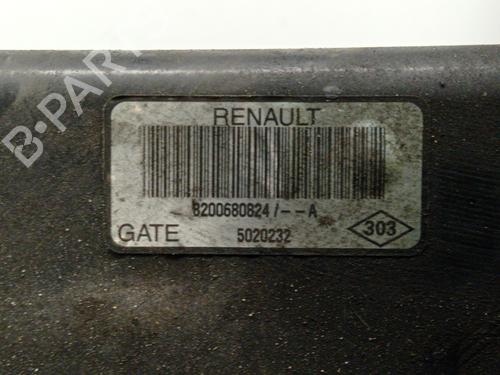 B-PARTS
RENAULT
8200680824/--A
GATE 5020232 303